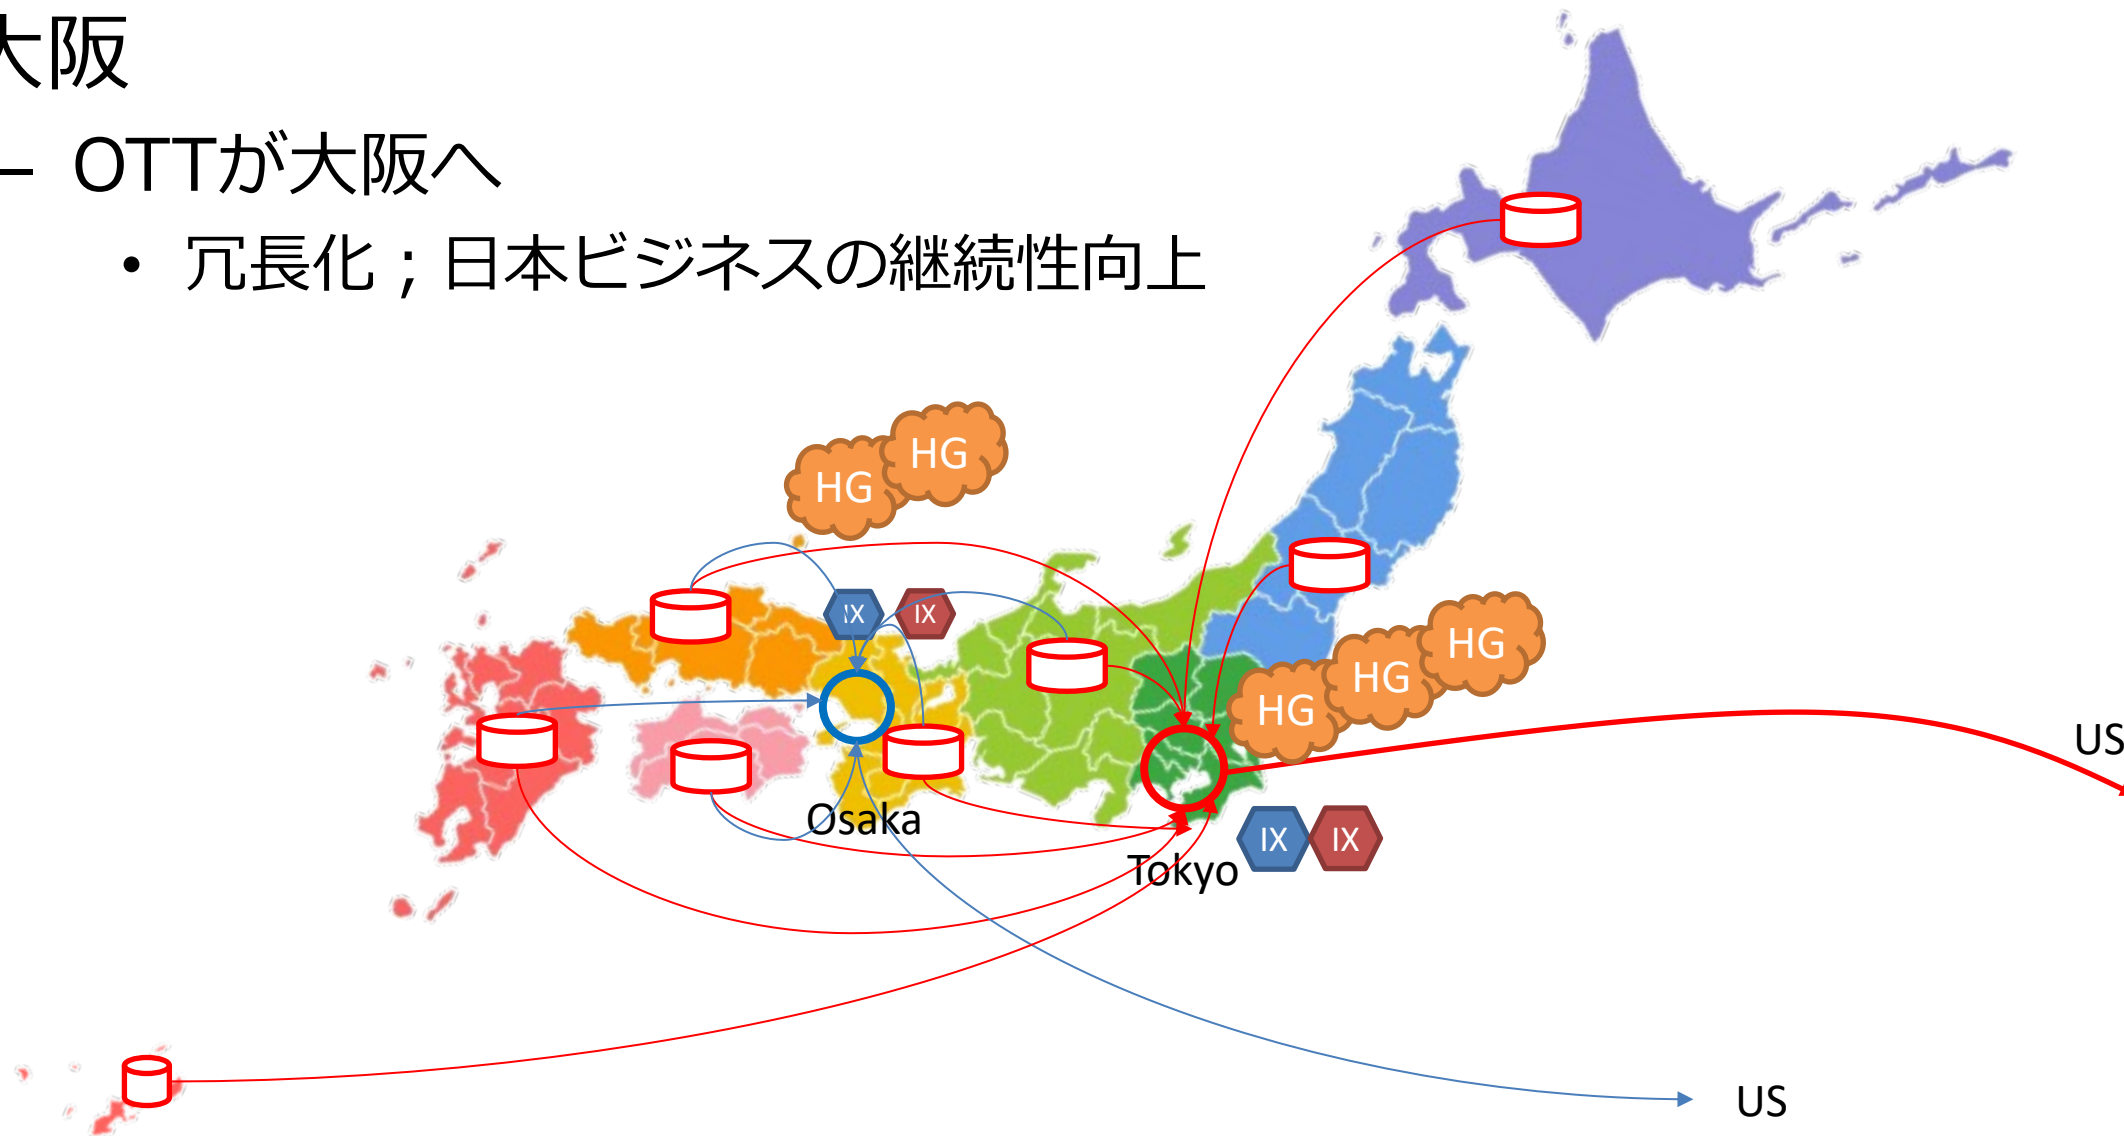 大阪
– OTTが大阪へ
• 冗長化；日本ビジネスの継続性向上
HG
HG
IX
IX
HG
HG
HG
US
Osaka
Tokyo
IX
IX
US